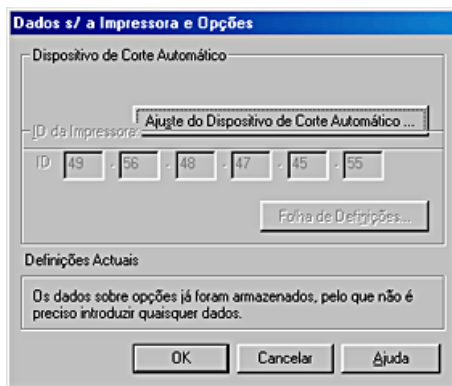 Dados s/ a Impressora e Opções
Dispositivo de Corte Automático
Ajuste do Dispositivo de Corte Automático ...
ID da Impressora:
ID 49 . 56 . 48 . 47 . 45 . 55
Folha de Definições...
Definições Actuais
Os dados sobre opções já foram armazenados, pelo que não é
preciso introduzir quaisquer dados.
OK Cancelar Ajuda